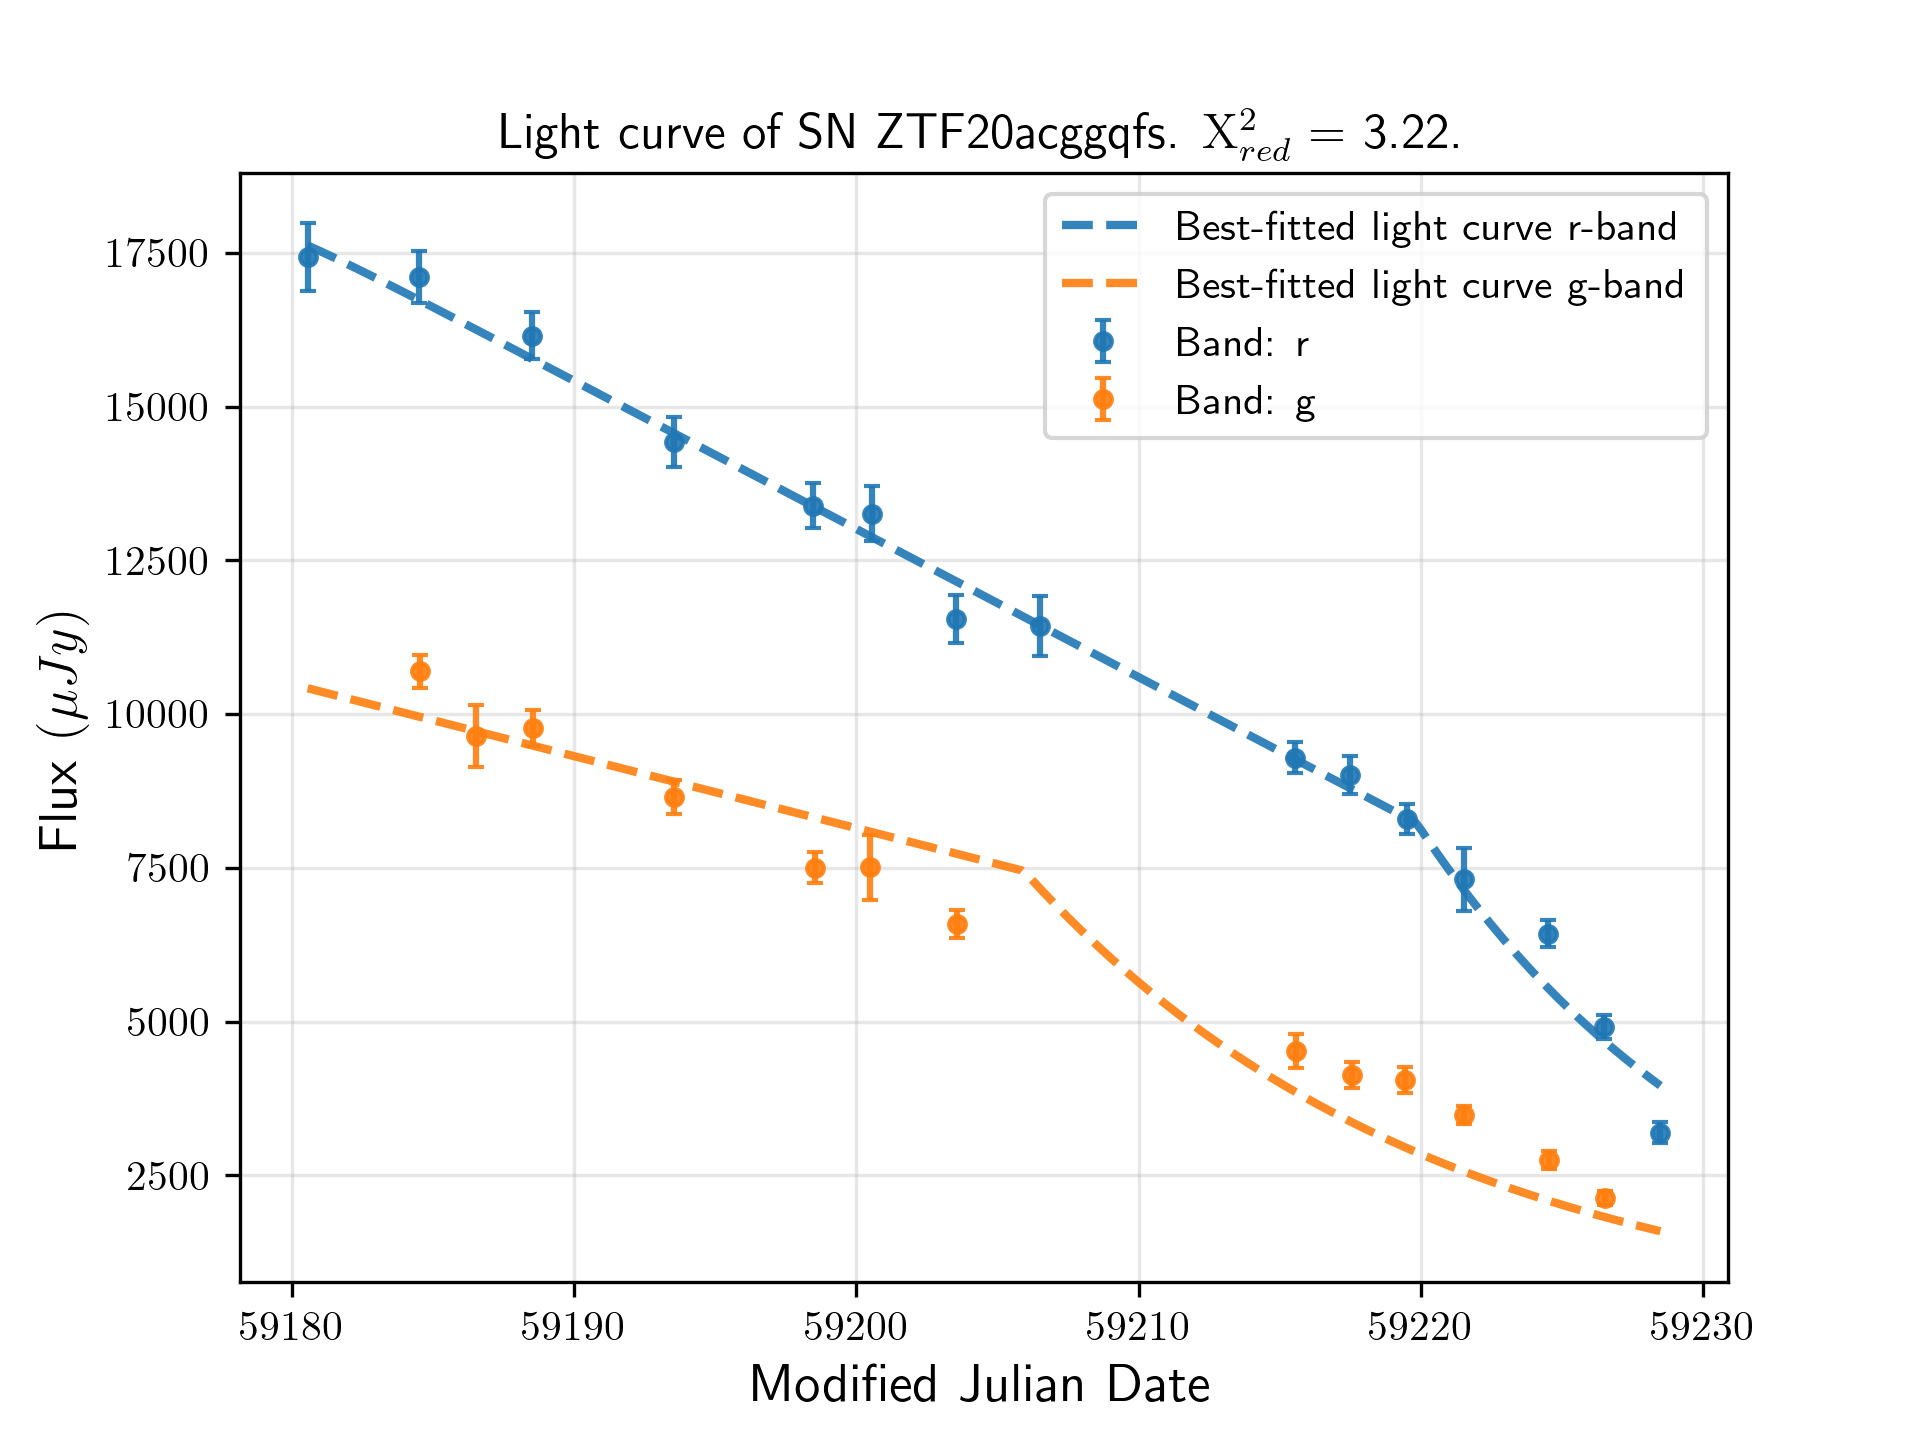 Light curve of SN ZTF20acggqfs. X²_red = 3.22.
Best-fitted light curve r-band
Best-fitted light curve g-band
Band: r
Band: g
17500
15000
12500
10000
7500
5000
2500
Flux (μJy)
59180 59190 59200 59210 59220 59230
Modified Julian Date